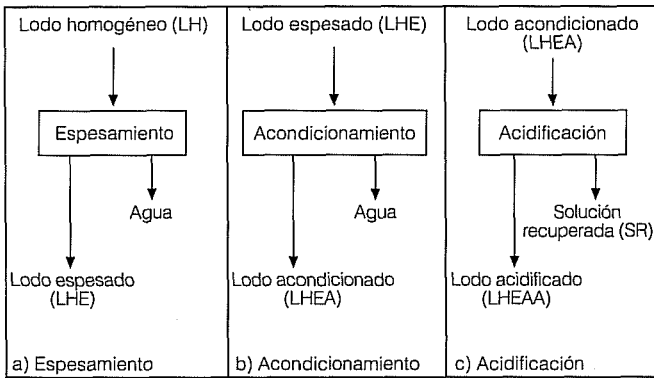 Lodo homogéneo (LH)
Espesamiento
Agua
Lodo espesado
(LHE)
a) Espesamiento
Lodo espesado (LHE)
Acondicionamiento
Agua
Lodo acondicionado
(LHEA)
b) Acondicionamiento
Lodo acondicionado
(LHEA)
Acidificación
Solución
recuperada (SR)
Lodo acidificado
(LHEAA)
c) Acidificación